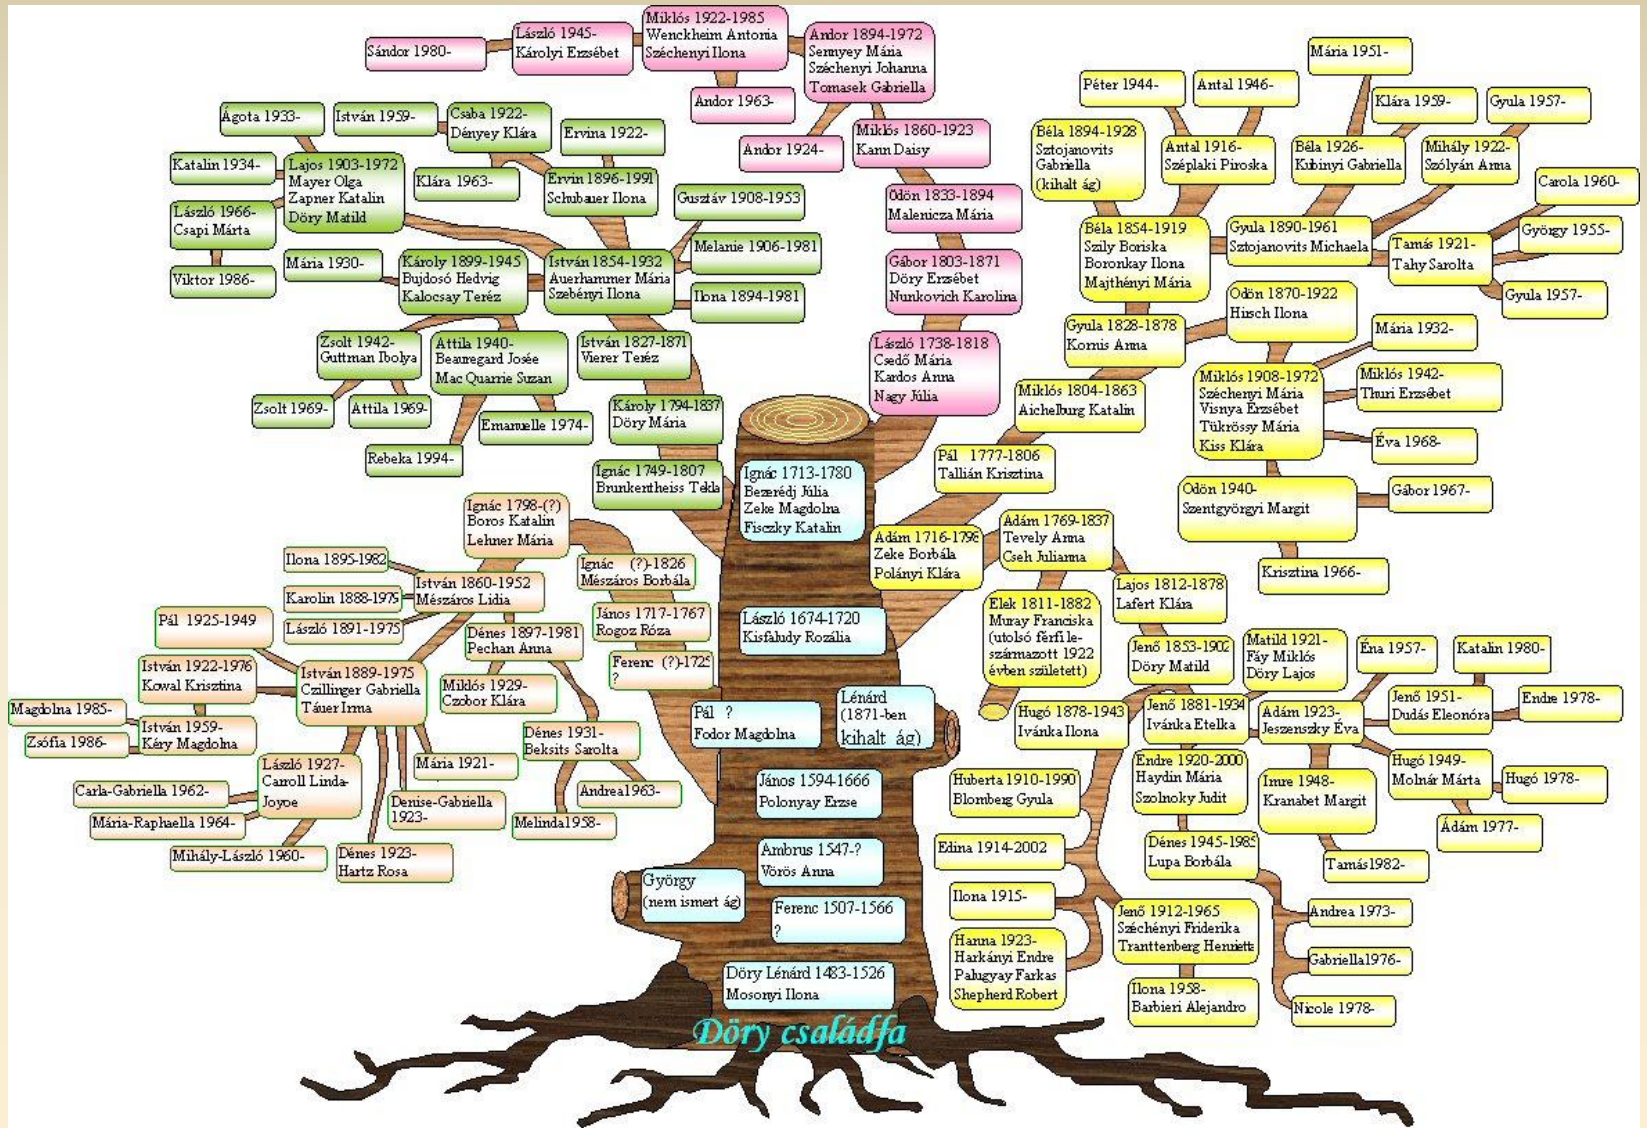 Miklós 1922-1985
Wenckheim Antonia
Széchenyi Ilona
László 1945-
Károlyi Erzsébet
Sándor 1980-
Andor 1894-1972
Sennyey Mária
Széchenyi Johanna
Tomasek Gabriella
Andor 1963-
Andor 1924-
Miklós 1860-1923
Kann Daisy
Ödön 1833-1894
Malenicza Mária
Gábor 1803-1871
Döry Erzsébet
Nunkovich Karolina
László 1738-1818
Csedő Mária
Kardos Anna
Nagy Júlia
Ágota 1933-
István 1959-
Csaba 1922-
Dényey Klára
Ervina 1922-
Katalin 1934-
Lajos 1903-1972
Mayer Olga
Zapner Katalin
Döry Matild
Klára 1963-
Ervin 1896-1991
Schubauer Ilona
Gusztáv 1908-1953
László 1966-
Csapi Márta
Melanie 1906-1981
Viktor 1986-
Mária 1930-
Károly 1899-1945
Bujdosó Hedvig
Kalocsay Teréz
István 1854-1932
Auerhammer Mária
Szebényi Ilona
Ilona 1894-1981
Zsolt 1942-
Guttman Ibolya
Attila 1940-
Beauregard Josée
Mac Quarrie Suzan
István 1827-1871
Vierer Teréz
Zsolt 1969-
Attila 1969-
Emanuelle 1974-
Rebeka 1994-
Károly 1794-1837
Döry Mária
Ignác 1749-1807
Brunkentheiss Tekla
Mária 1951-
Péter 1944-
Antal 1946-
Klára 1959-
Gyula 1957-
Béla 1894-1928
Sztojanovits
Gabriella
(kihalt ág)
Antal 1916-
Széplaki Piroska
Béla 1926-
Kubinyi Gabriella
Mihály 1922-
Szólyán Anna
Carola 1960-
Béla 1854-1919
Szily Boriska
Boronkay Ilona
Majthényi Mária
Gyula 1890-1961
Sztojanovits Michaela
Tamás 1921-
Tahy Sarolta
György 1955-
Gyula 1957-
Ödön 1870-1922
Hirsch Ilona
Gyula 1828-1878
Kornis Anna
Mária 1932-
Miklós 1908-1972
Széchenyi Mária
Visnya Erzsébet
Tükrössy Mária
Kiss Klára
Miklós 1942-
Thuri Erzsébet
Éva 1968-
Miklós 1804-1863
Aichelburg Katalin
Pál 1777-1806
Tallián Krisztina
Ödön 1940-
Szentgyörgyi Margit
Gábor 1967-
Krisztina 1966-
Ignác 1713-1780
Bezerédj Júlia
Zeke Magdolna
Fisczky Katalin
Ádám 1716-1798
Zeke Borbála
Polányi Klára
Ádám 1769-1837
Tevely Anna
Cseh Julianna
Elek 1811-1882
Muray Franciska
(utolsó férfi le-
származott 1922
évben született)
Lajos 1812-1878
Lafert Klára
Jenő 1853-1902
Döry Matild
Matild 1921-
Fáy Miklós
Döry Lajos
Éna 1957-
Katalin 1980-
Hugó 1878-1943
Ivánka Ilona
Jenő 1881-1934
Ivánka Etelka
Ádám 1923-
Jeszenszky Éva
Jenő 1951-
Dudás Eleonóra
Endre 1978-
Huberta 1910-1990
Blomberg Gyula
Endre 1920-2000
Haydin Mária
Szolnoky Judit
Imre 1948-
Kranabet Margit
Hugó 1949-
Molnár Márta
Hugó 1978-
Ádám 1977-
Tamás1982-
Edina 1914-2002
Dénes 1945-1985
Lupa Borbála
Ilona 1915-
Jenő 1912-1965
Széchényi Friderika
Tranttenberg Henrietta
Andrea 1973-
Hanna 1923-
Harkányi Endre
Palugyay Farkas
Shepherd Robert
Gabriella1976-
Ilona 1958-
Barbieri Alejandro
Nicole 1978-
Ignác 1798-(?)
Boros Katalin
Lehner Mária
Ignác (?)-1826
Mészáros Borbála
Ilona 1895-1982
István 1860-1952
Mészáros Lidia
Karolin 1888-1975
László 1891-1975
János 1717-1767
Rogoz Róza
Pál 1925-1949
Dénes 1897-1981
Pechan Anna
Ferenc (?)-1725
?
István 1922-1976
Kowal Krisztina
István 1889-1975
Czillinger Gabriella
Táuer Irma
Miklós 1929-
Czobor Klára
Magdolna 1985-
István 1959-
Kéry Magdolna
Zsófia 1986-
Dénes 1931-
Beksits Sarolta
László 1927-
Carroll Linda-
Joyoe
Mária 1921-
Carla-Gabriella 1962-
Mária-Raphaella 1964-
Denise-Gabriella
1923-
Andrea1963-
Melinda1958-
Mihály-László 1960-
Dénes 1923-
Hartz Rosa
László 1674-1720
Kisfaludy Rozália
Pál ?
Fodor Magdolna
Lénárd
(1871-ben
kihalt ág)
János 1594-1666
Polonyay Erzse
Ambrus 1547-?
Vörös Anna
György
(nem ismert ág)
Ferenc 1507-1566
?
Döry Lénárd 1483-1526
Mosonyi Ilona
Döry családfa